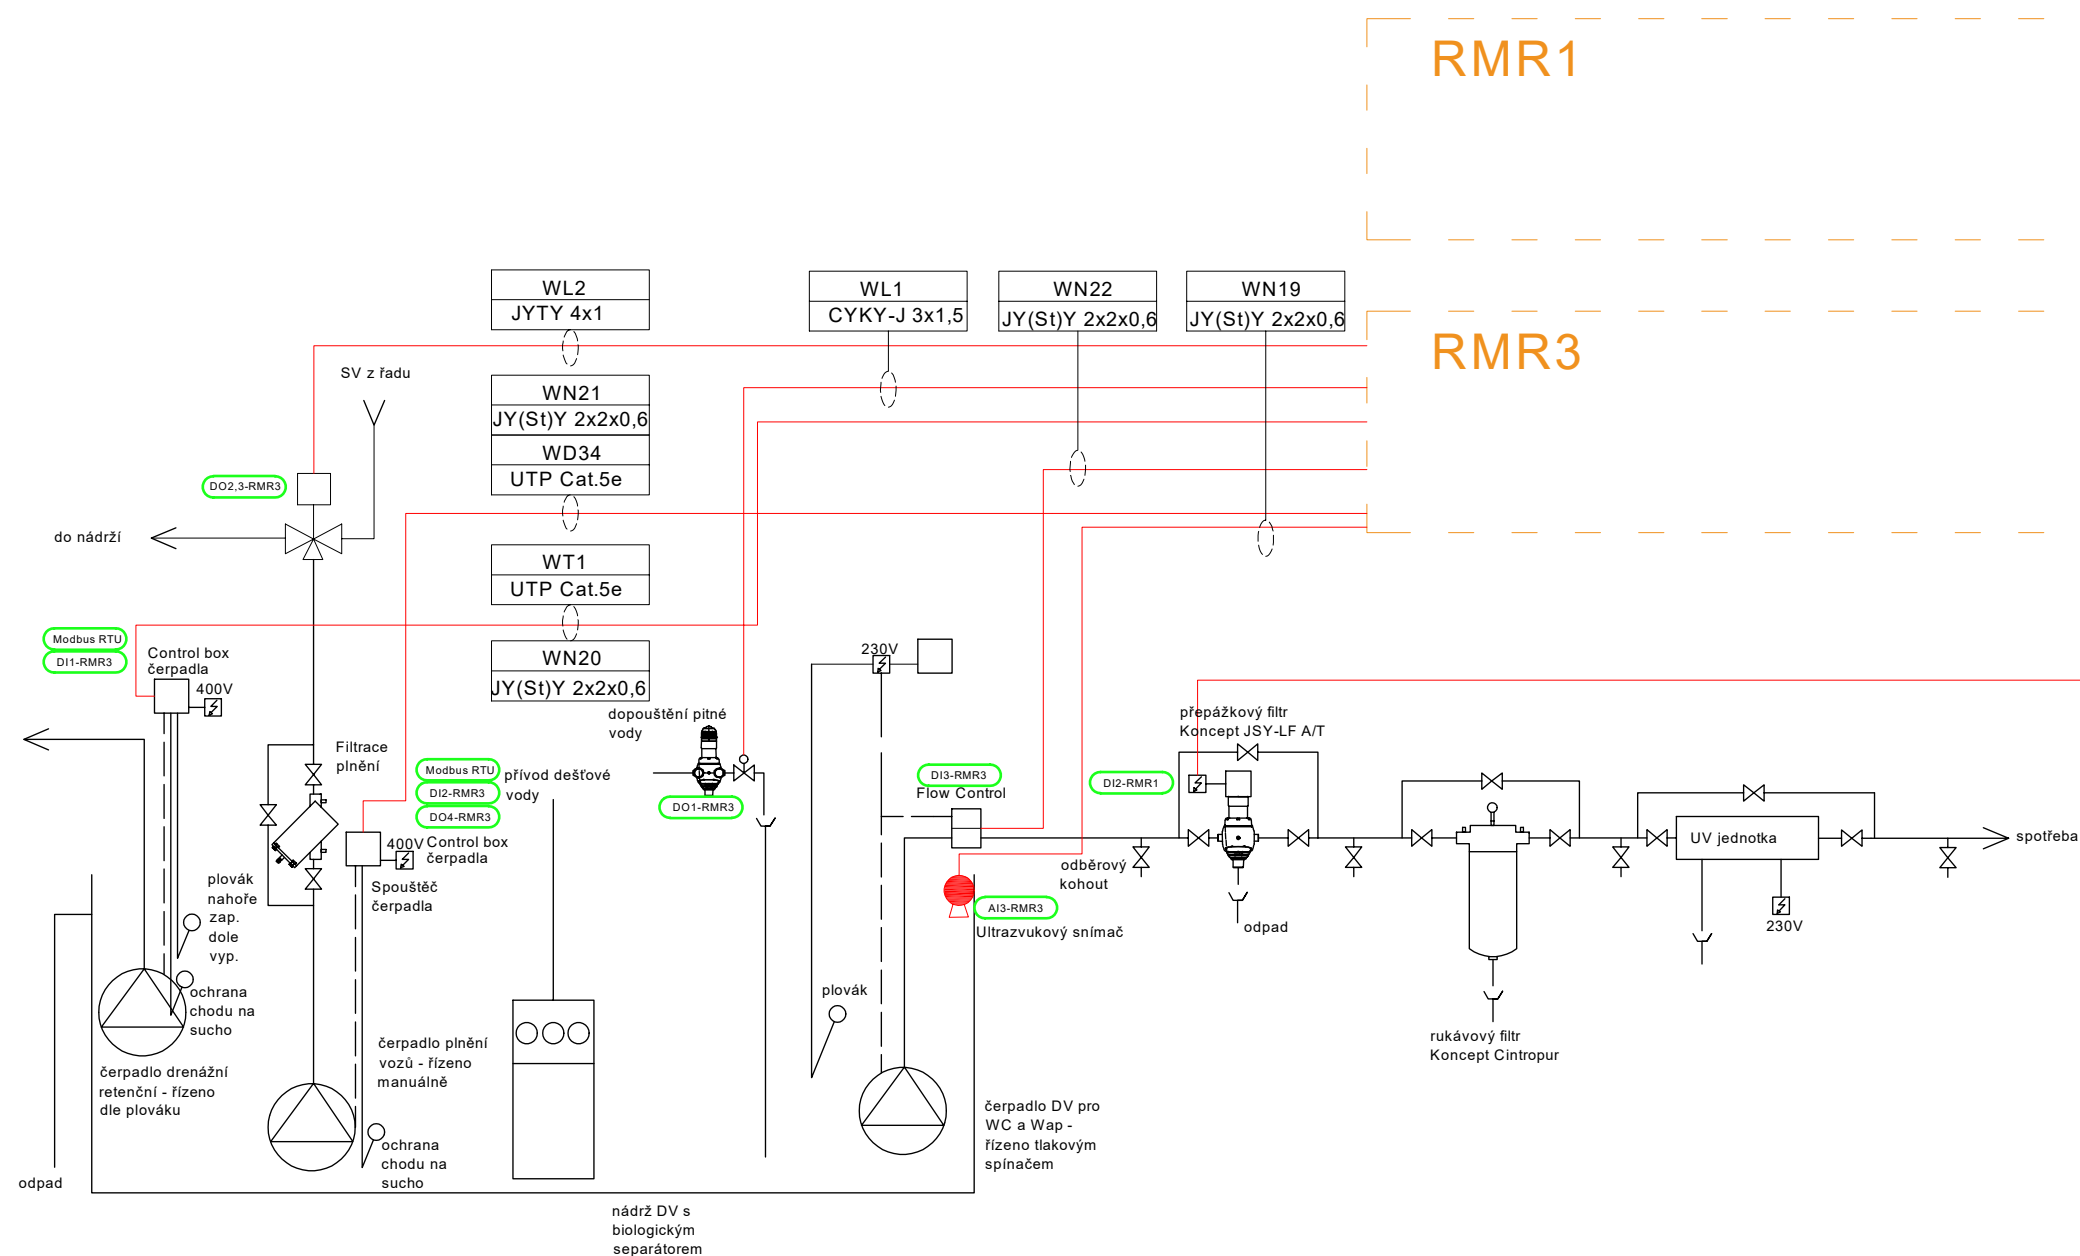 RMR1
RMR3
WL2
JYTY 4x1
WL1
CYKY-J 3x1,5
WN22
JY(St)Y 2x2x0,6
WN19
JY(St)Y 2x2x0,6
SV z řadu
WN21
JY(St)Y 2x2x0,6
WD34
UTP Cat.5e
DO2,3-RMR3
do nádrží
WT1
UTP Cat.5e
WN20
JY(St)Y 2x2x0,6
Modbus RTU
DI1-RMR3
Control box
čerpadla
400V
230V
dopouštění pitné
vody
přepážkový filtr
Koncept JSY-LF A/T
Filtrace
plnění
Modbus RTU
DI2-RMR3
DO4-RMR3
přívod dešťové
vody
DO1-RMR3
DI3-RMR3
Flow Control
DI2-RMR1
400V
Control box
čerpadla
UV jednotka
spotřeba
odběrový
kohout
Spouštěč
čerpadla
plovák
nahoře
zap.
dole
vyp.
AI3-RMR3
Ultrazvukový snímač
odpad
230V
plovák
ochrana
chodu na
sucho
rukávový filtr
Koncept Cintropur
čerpadlo plnění
vozů - řízeno
manuálně
čerpadlo drenážní
retenční - řízeno
dle plováku
čerpadlo DV pro
WC a Wap -
řízeno tlakovým
spínačem
ochrana
chodu na
sucho
odpad
nádrž DV s
biologickým
separátorem